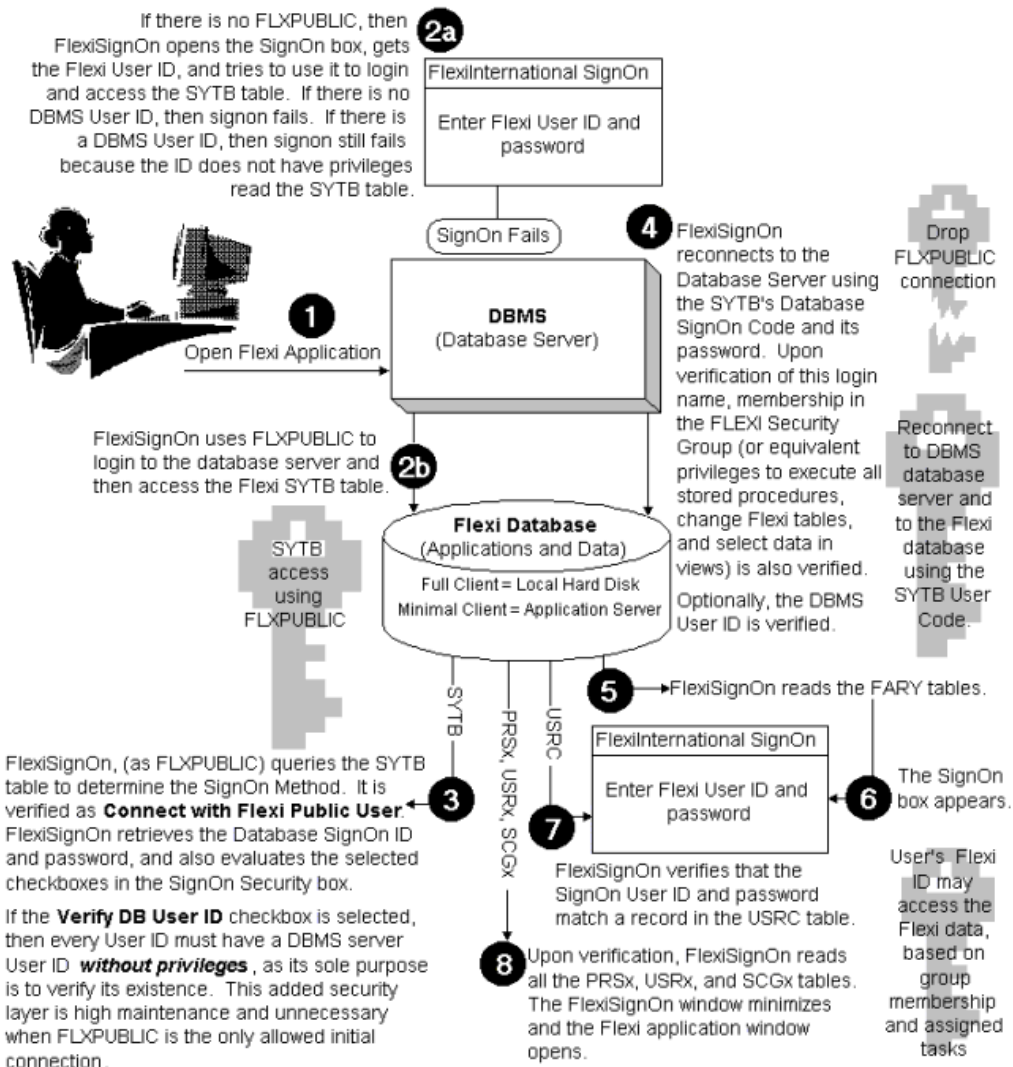 If there is no FLXPUBLIC, then
FlexiSignOn opens the SignOn box, gets
the Flexi User ID, and tries to use it to login
and access the SYTB table. If there is no
DBMS User ID, then signon fails. If there is
a DBMS User ID, then signon still fails
because the ID does not have privileges
read the SYTB table.
2a
FlexiInternational SignOn
Enter Flexi User ID and
password
SignOn Fails
1
Open Flexi Application
DBMS
(Database Server)
4
FlexiSignOn
reconnects to the
Database Server using
the SYTB's Database
SignOn Code and its
password. Upon
verification of this login
name, membership in
the FLEXI Security
Group (or equivalent
privileges to execute all
stored procedures,
change Flexi tables,
and select data in
views) is also verified.
Optionally, the DBMS
User ID is verified.
Drop
FLXPUBLIC
connection
Reconnect
to DBMS
database
server and
to the Flexi
database
using the
SYTB User
Code.
FlexiSignOn uses FLXPUBLIC to
login to the database server and
then access the Flexi SYTB table.
2b
SYTB
access
using
FLXPUBLIC
Flexi Database
(Applications and Data)
Full Client = Local Hard Disk
Minimal Client = Application Server
SYTB
PRSx, USRx, SCGx
USRC
5
FlexiSignOn reads the FARY tables.
FlexiSignOn, (as FLXPUBLIC) queries the SYTB
table to determine the SignOn Method. It is
verified as Connect with Flexi Public User.
FlexiSignOn retrieves the Database SignOn ID
and password, and also evaluates the selected
checkboxes in the SignOn Security box.
3
If the Verify DB User ID checkbox is selected,
then every User ID must have a DBMS server
User ID without privileges, as its sole purpose
is to verify its existence. This added security
layer is high maintenance and unnecessary
when FLXPUBLIC is the only allowed initial
connection.
FlexiInternational SignOn
Enter Flexi User ID and
password
6
The SignOn
box appears.
7
FlexiSignOn verifies that the
SignOn User ID and password
match a record in the USRC table.
8
Upon verification, FlexiSignOn reads
all the PRSx, USRx, and SCGx tables.
The FlexiSignOn window minimizes
and the Flexi application window
opens.
User's Flexi
ID may
access the
Flexi data,
based on
group
membership
and assigned
tasks